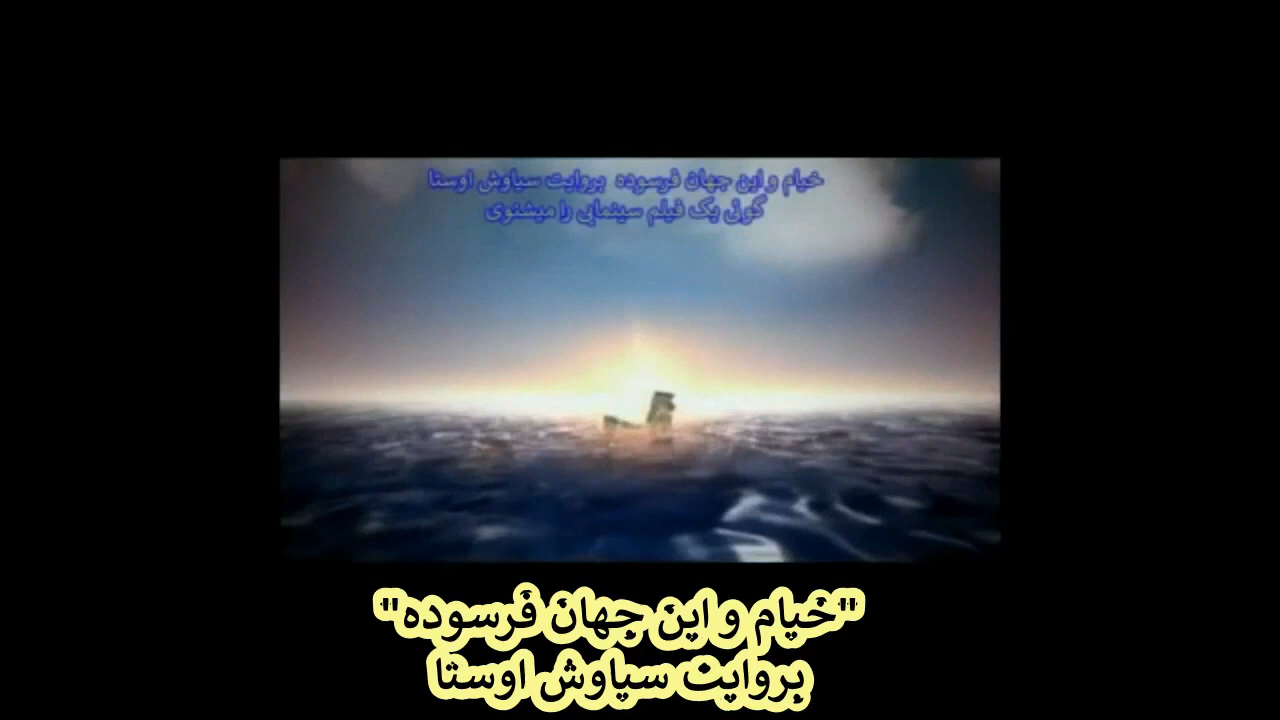 خیام و این جهان فرسوده بروایت سیاوش اوستا
گوئی یک فیلم سینمایی را میشنوی
"خیام و این جهان فرسوده"
بروایت سیاوش اوستا